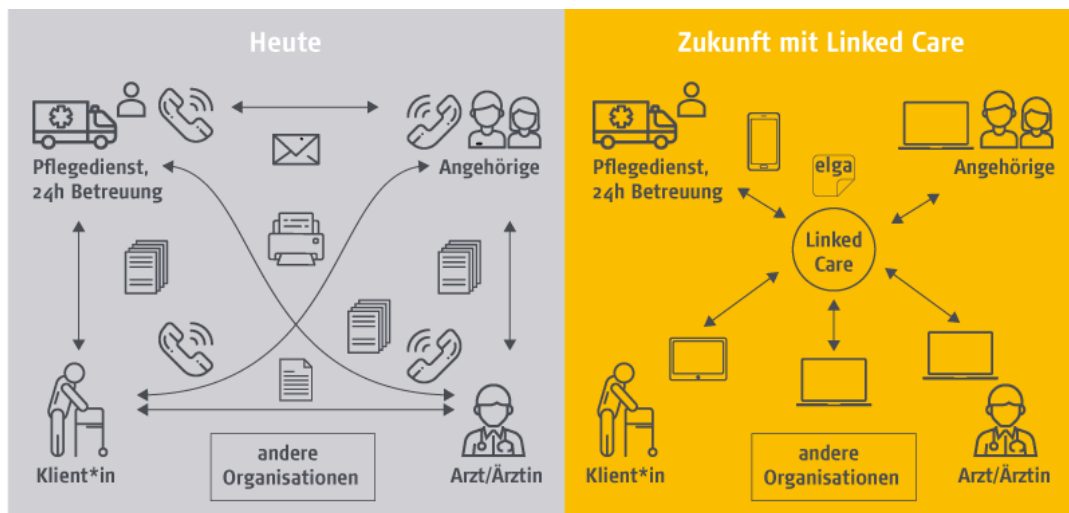 Heute
Pflegedienst,
24h Betreuung
Angehörige
Klient*in
andere
Organisationen
Arzt/Ärztin
Zukunft mit Linked Care
Pflegedienst,
24h Betreuung
elga
Angehörige
Linked
Care
Klient*in
andere
Organisationen
Arzt/Ärztin